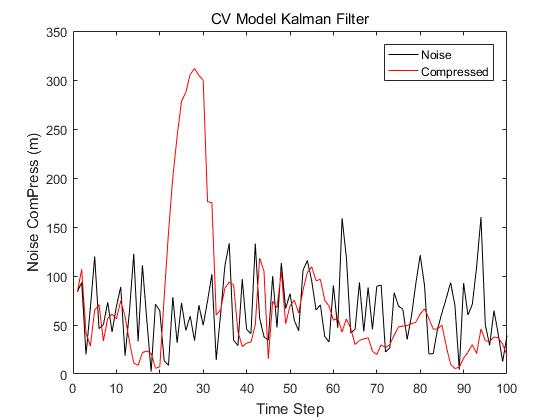 CV Model Kalman Filter
Noise
Compressed
350
300
250
200
150
100
50
0
Noise ComPress (m)
0 10 20 30 40 50 60 70 80 90 100
Time Step